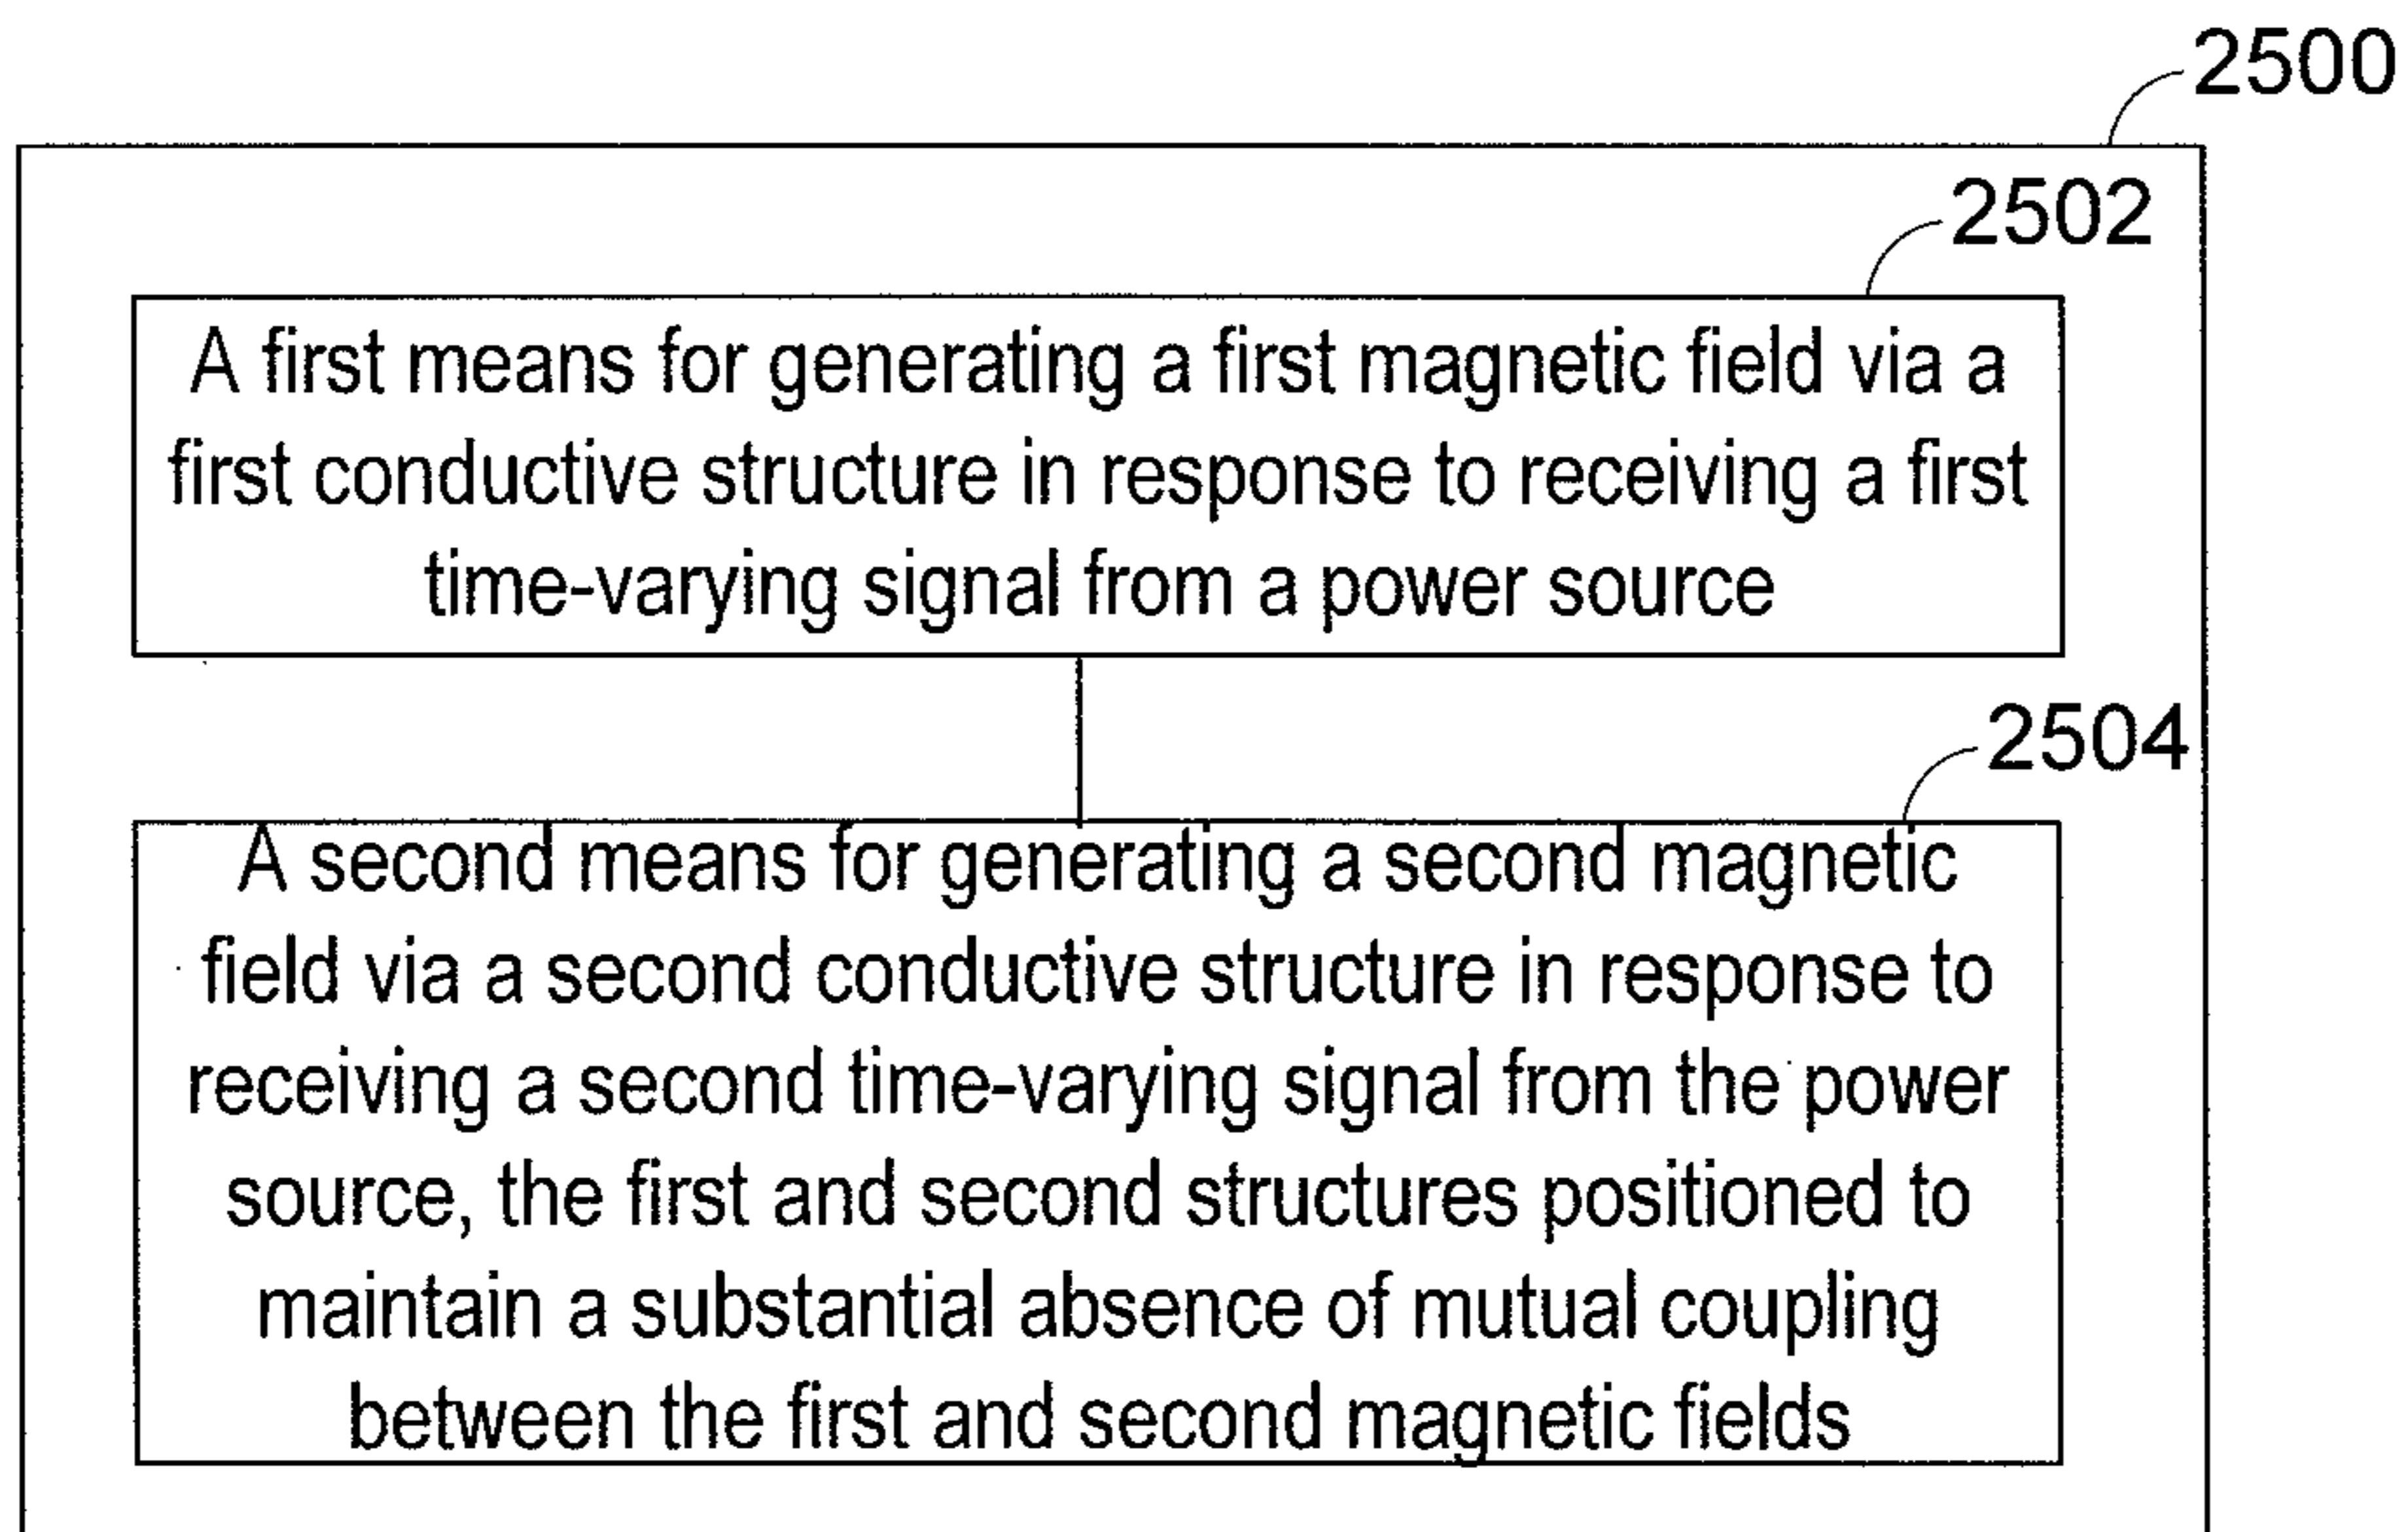 2500
2502
A first means for generating a first magnetic field via a
first conductive structure in response to receiving a first
time-varying signal from a power source
2504
A second means for generating a second magnetic
field via a second conductive structure in response to
receiving a second time-varying signal from the power
source, the first and second structures positioned to
maintain a substantial absence of mutual coupling
between the first and second magnetic fields